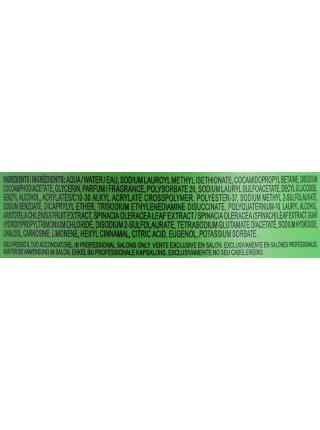 INGREDIENTS / INGRÉDIENTS: AQUA / WATER / EAU, SODIUM LAUROYL METHYL ISETHIONATE, COCAMIDOPROPYL BETAINE, DISODIUM
COCOAMPHODIACETATE, GLYCERIN, PARFUM / FRAGRANCE, POLYSORBATE 20, SODIUM LAURYL SULFOACETATE, DECYL GLUCOSIDE,
BENZYL ALCOHOL, ACRYLATES/C10-30 ALKYL ACRYLATE CROSSPOLYMER, POLYESTER-37, SODIUM METHYL 2-SULFOLAURATE,
SODIUM BENZOATE, DICAPRYLYL ETHER, TRISODIUM ETHYLENEDIAMINE DISUCCINATE, POLYQUATERNIUM-10, LAURYL ALCOHOL,
ARISTOTELIA CHILENSIS FRUIT EXTRACT, SPINACIA OLERACEA LEAF EXTRACT / SPINACIA OLERACEA (SPINACH) LEAF EXTRACT, GUAR
HYDROXYPROPYLTRIMONIUM CHLORIDE, DISODIUM 2-SULFOLAURATE, TETRASODIUM GLUTAMATE DIACETATE, SODIUM HYDROXIDE,
LINALOOL, CARNOSINE, LIMONENE, HEXYL CINNAMAL, CITRIC ACID, EUGENOL, POTASSIUM SORBATE.
SOLO PRESSO IL TUO ACCONCIATORE. IN PROFESSIONAL SALONS ONLY. VENTE EXCLUSIVE EN SALON. EXCLUSIVAMENTE EN SALONES PROFESIONALES.
NUR FÜR DIE ANWENDUNG IM SALON. ENKEL BIJ PROFESSIONELE KAPSALONS. EXCLUSIVAMENTE NO SEU CABELEIREIRO.